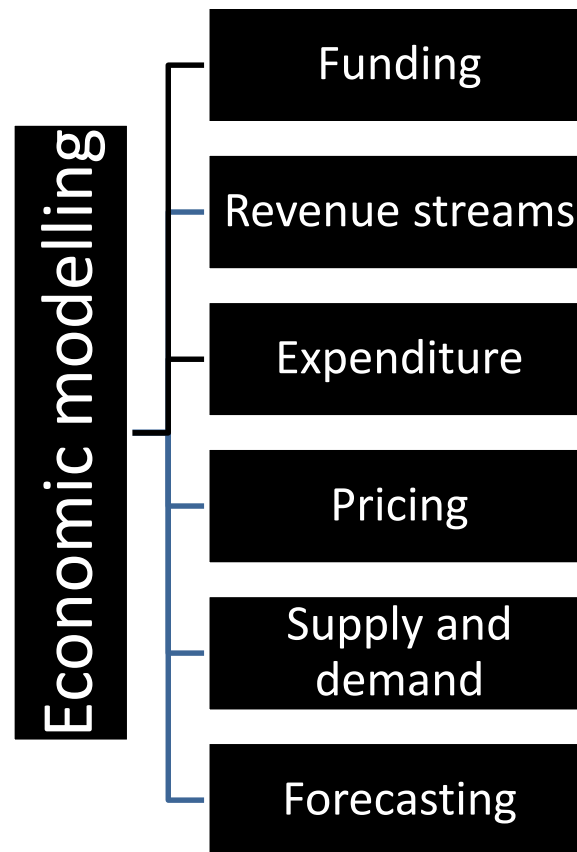 Economic modelling
Funding
Revenue streams
Expenditure
Pricing
Supply and
demand
Forecasting